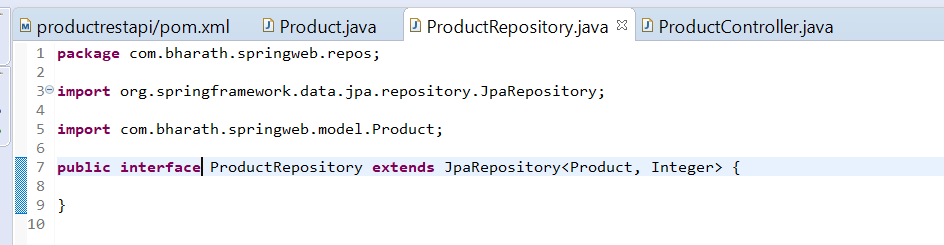 productrestapi/pom.xml Product.java ProductRepository.java ProductController.java
1 package com.bharath.springweb.repos;
2
3 import org.springframework.data.jpa.repository.JpaRepository;
4
5 import com.bharath.springweb.model.Product;
6
7 public interface ProductRepository extends JpaRepository<Product, Integer> {
8
9 }
10